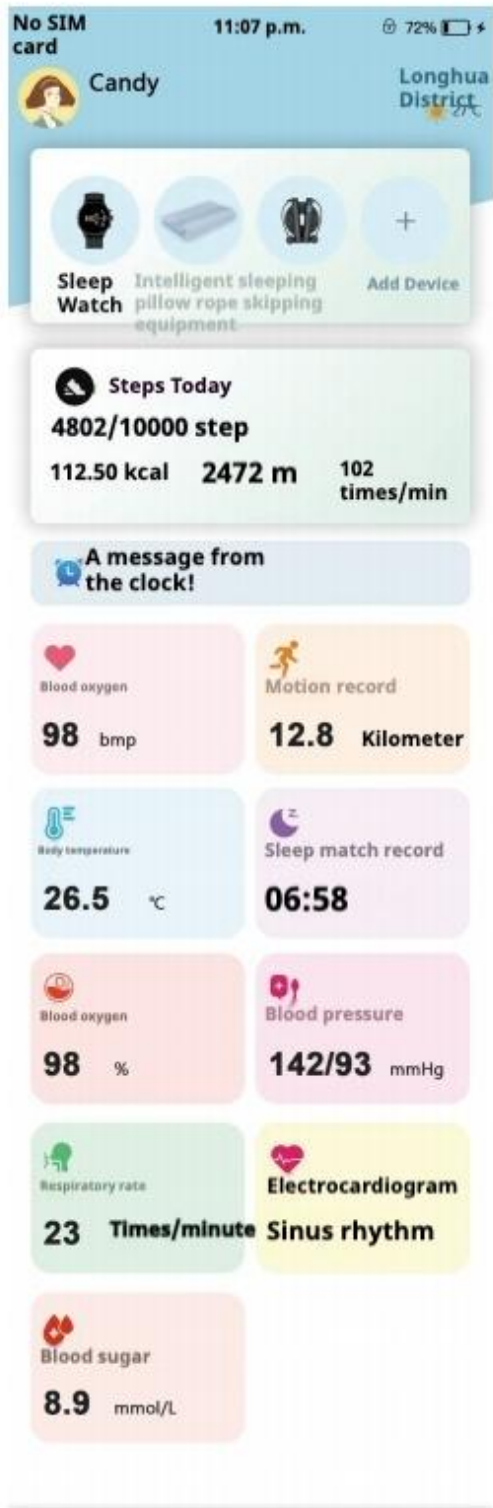 No SIM
card
11:07 p.m.
72%
Candy
Longhua
District
27℃
Sleep
Watch
Intelligent sleeping
pillow rope skipping
equipment
Add Device
Steps Today
4802/10000 step
112.50 kcal
2472 m
102
times/min
A message from
the clock!
Blood oxygen
98 bmp
Motion record
12.8 Kilometer
Body temperature
26.5 ℃
Sleep match record
06:58
Blood oxygen
98 %
Blood pressure
142/93 mmHg
Respiratory rate
23 Times/minute
Electrocardiogram
Sinus rhythm
Blood sugar
8.9 mmol/L